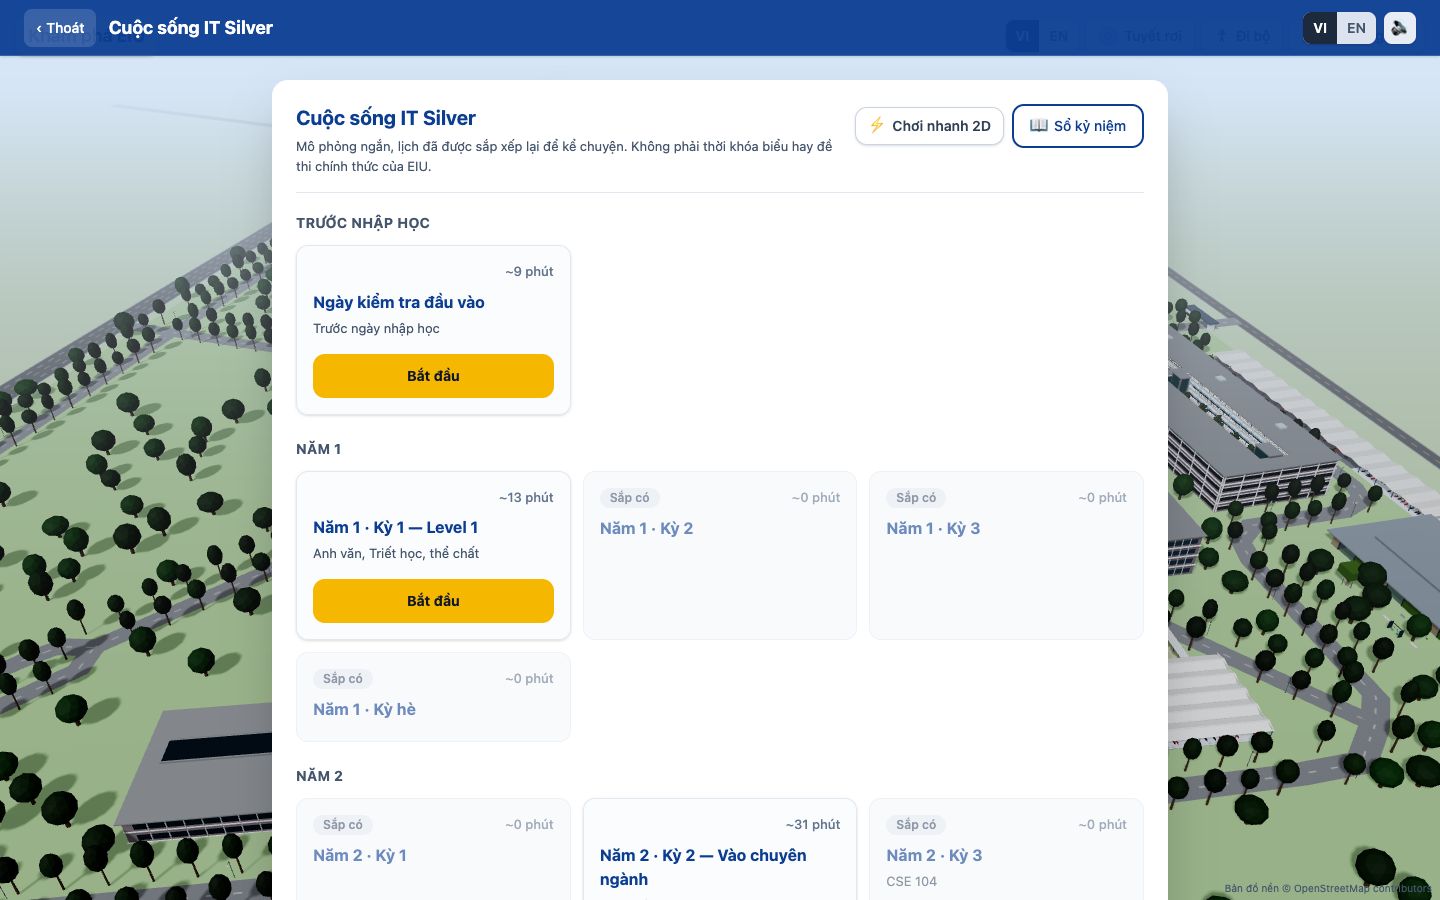 ‹ Thoát
Cuộc sống IT Silver
VI
EN
Tuyết rơi
Đi bộ
VI EN
Cuộc sống IT Silver
Mô phỏng ngắn, lịch đã được sắp xếp lại để kể chuyện. Không phải thời khóa biểu hay đề
thi chính thức của EIU.
⚡ Chơi nhanh 2D
📖 Sổ kỷ niệm
TRƯỚC NHẬP HỌC
~9 phút
Ngày kiểm tra đầu vào
Trước ngày nhập học
Bắt đầu
NĂM 1
~13 phút
Năm 1 · Kỳ 1 — Level 1
Anh văn, Triết học, thể chất
Bắt đầu
Sắp có
~0 phút
Năm 1 · Kỳ 2
Sắp có
~0 phút
Năm 1 · Kỳ 3
Sắp có
~0 phút
Năm 1 · Kỳ hè
NĂM 2
Sắp có
~0 phút
Năm 2 · Kỳ 1
~31 phút
Năm 2 · Kỳ 2 — Vào chuyên
ngành
Sắp có
~0 phút
Năm 2 · Kỳ 3
CSE 104
Bản đồ nền © OpenStreetMap contributors